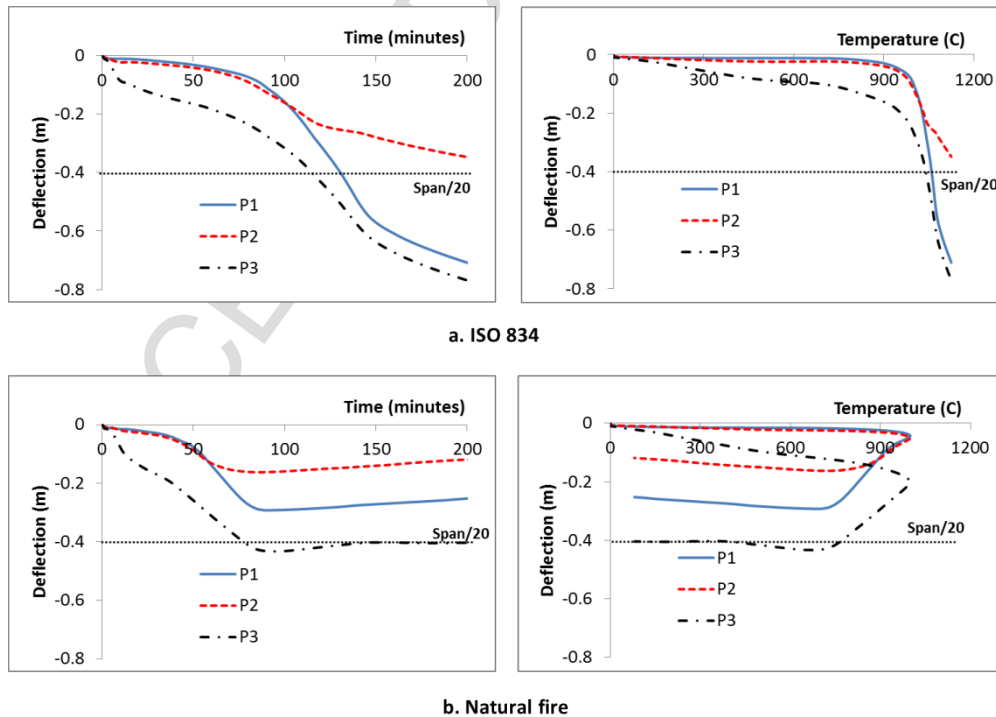 Time (minutes)
0 50 100 150 200
0
-0.2
-0.4
-0.6
-0.8
Deflection (m)
Span/20
P1
P2
P3
Temperature (C)
0 300 600 900 1200
0
-0.2
-0.4
-0.6
-0.8
Deflection (m)
Span/20
P1
P2
P3
a. ISO 834
Time (minutes)
0 50 100 150 200
0
-0.2
-0.4
-0.6
-0.8
Deflection (m)
Span/20
P1
P2
P3
Temperature (C)
0 300 600 900 1200
0
-0.2
-0.4
-0.6
-0.8
Deflection (m)
Span/20
P1
P2
P3
b. Natural fire